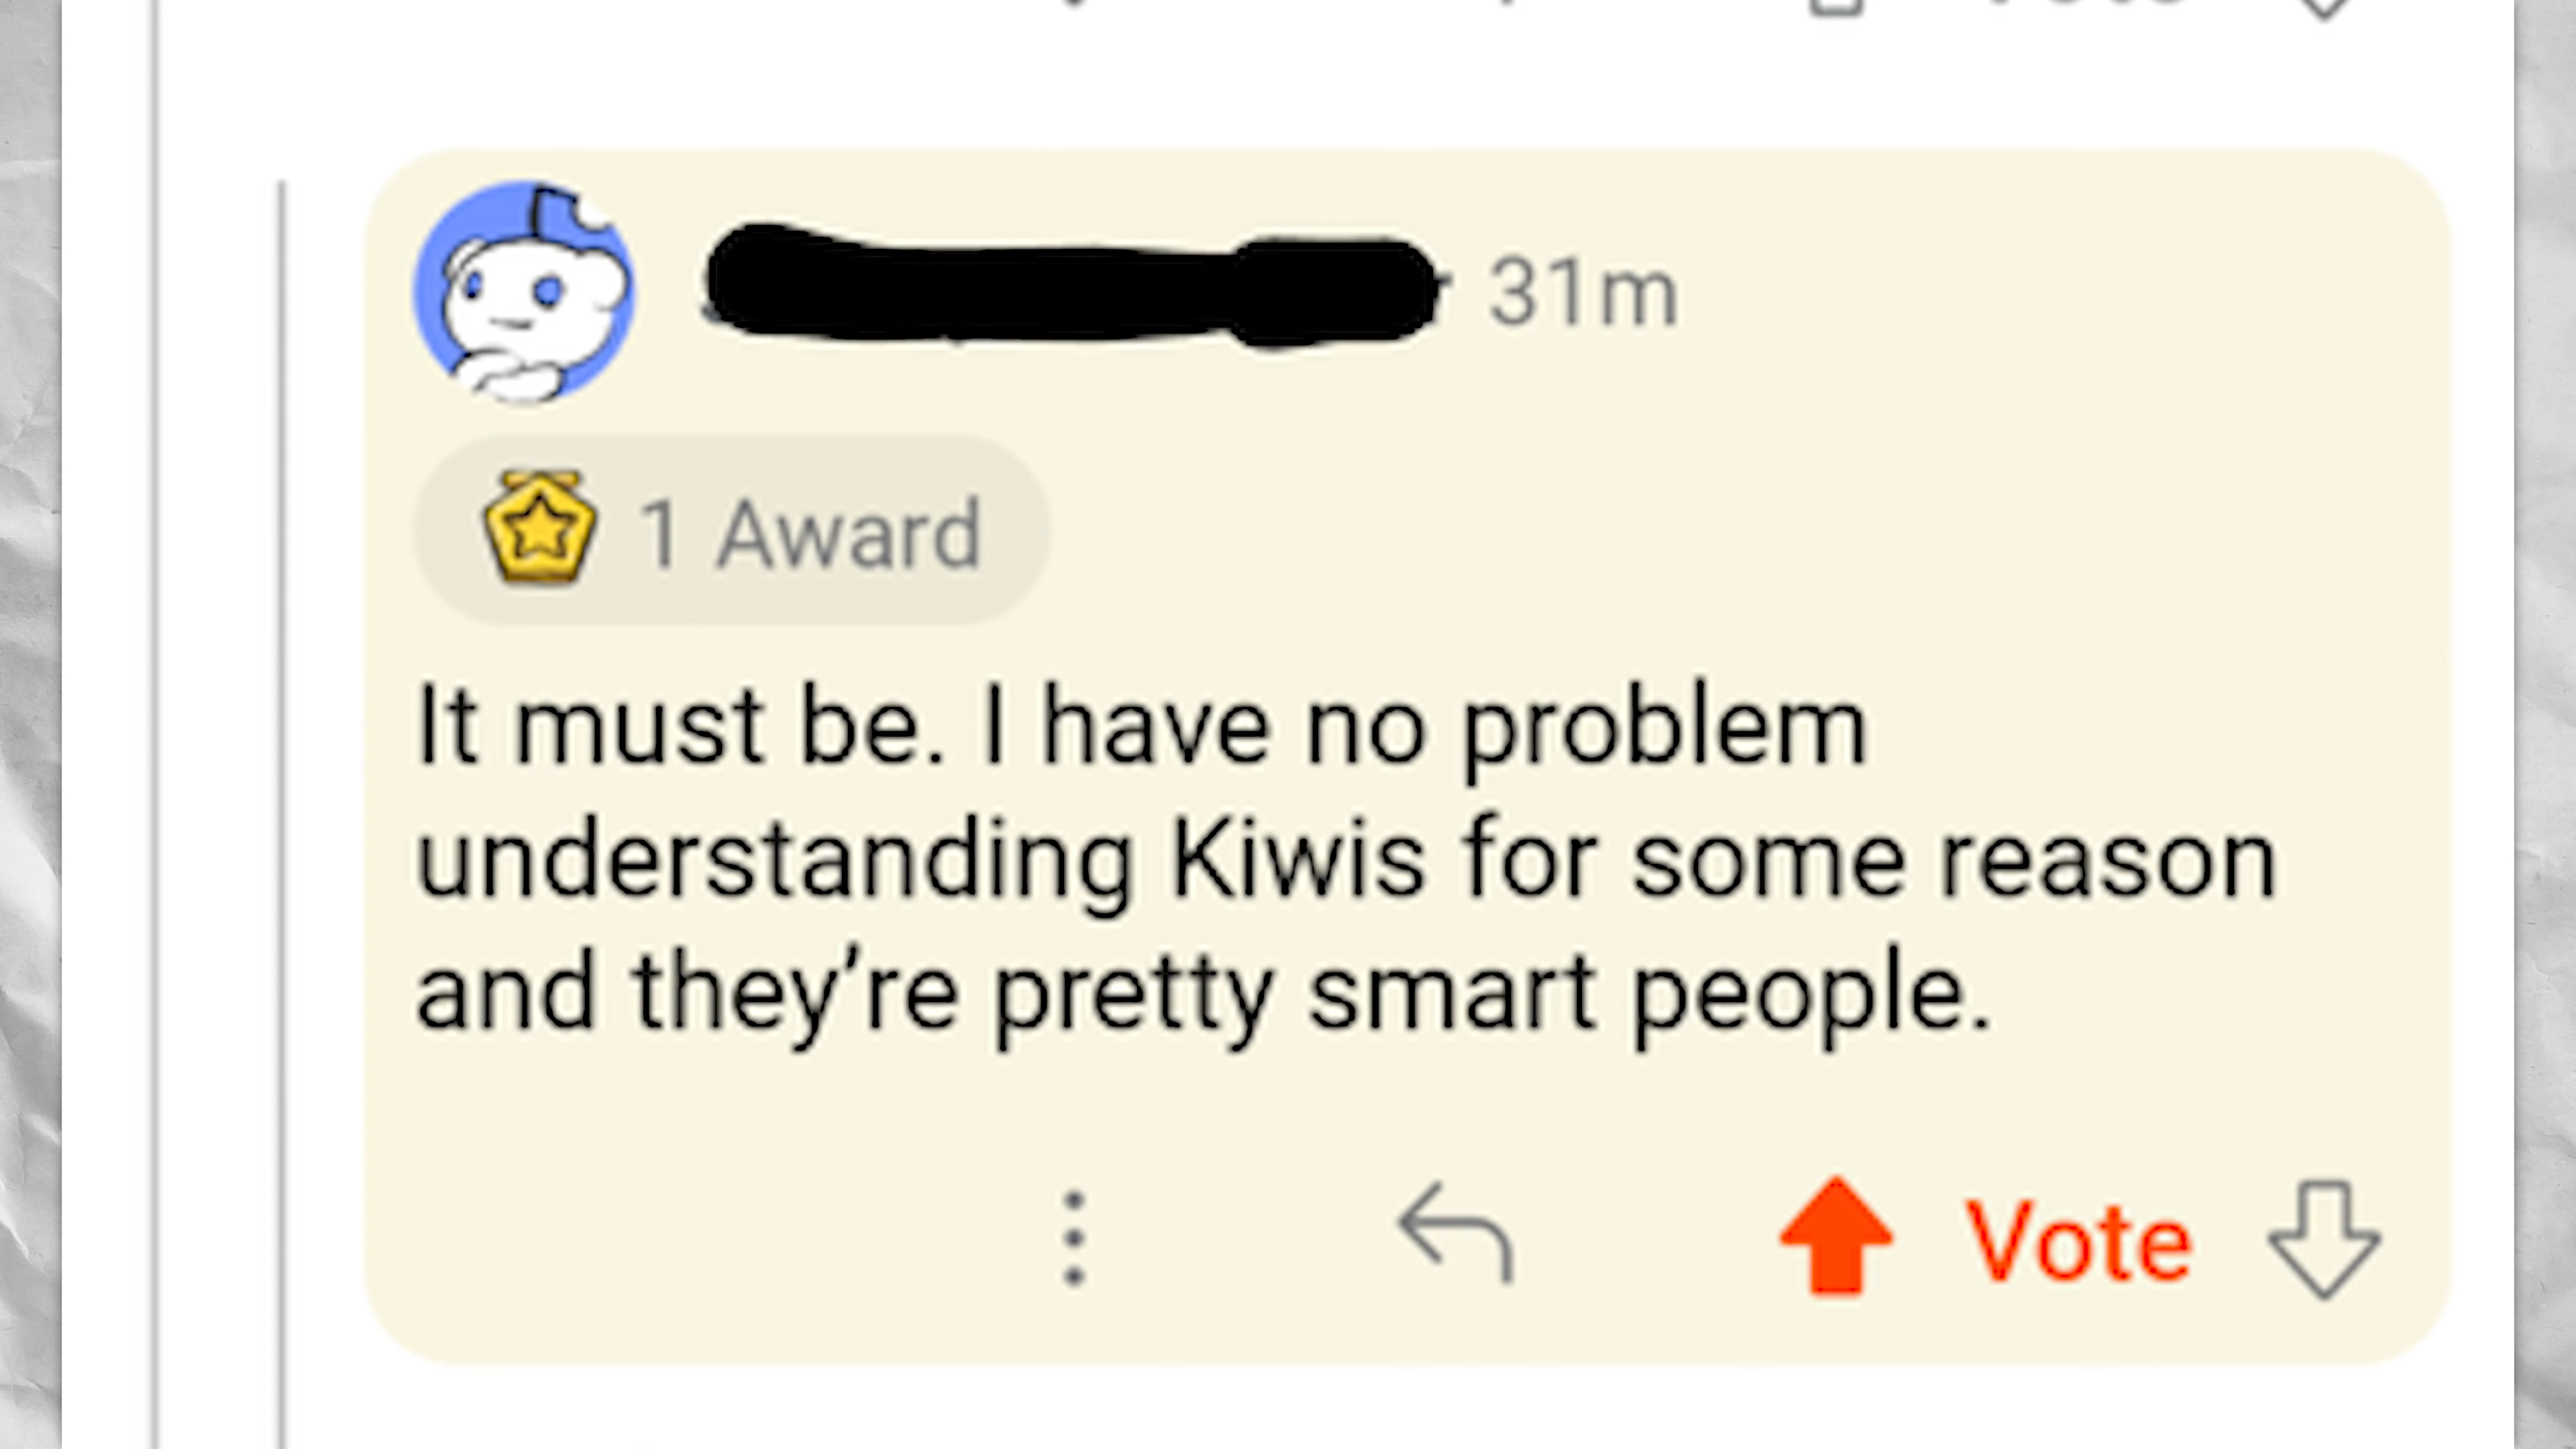 31m
1 Award
It must be. I have no problem
understanding Kiwis for some reason
and they're pretty smart people.
Vote